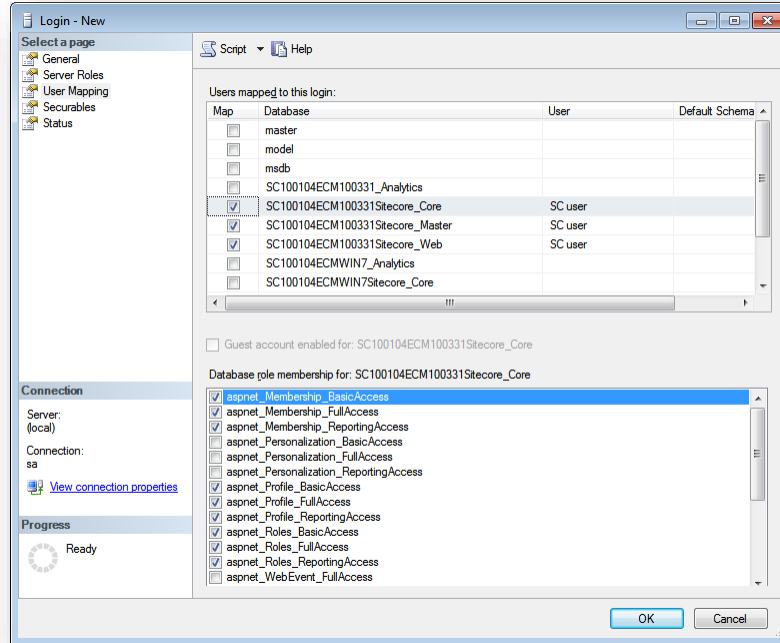 Login - New
Select a page
General
Server Roles
User Mapping
Securables
Status
Script Help
Users mapped to this login:
Map Database User Default Schema
master
model
msdb
SC100104ECM100331_Analytics
SC100104ECM100331Sitecore_Core SC user
SC100104ECM100331Sitecore_Master SC user
SC100104ECM100331Sitecore_Web SC user
SC100104ECMWIN7_Analytics
SC100104ECMWIN7Sitecore_Core
Guest account enabled for: SC100104ECM100331Sitecore_Core
Database role membership for: SC100104ECM100331Sitecore_Core
aspnet_Membership_BasicAccess
aspnet_Membership_FullAccess
aspnet_Membership_ReportingAccess
aspnet_Personalization_BasicAccess
aspnet_Personalization_FullAccess
aspnet_Personalization_ReportingAccess
aspnet_Profile_BasicAccess
aspnet_Profile_FullAccess
aspnet_Profile_ReportingAccess
aspnet_Roles_BasicAccess
aspnet_Roles_FullAccess
aspnet_Roles_ReportingAccess
aspnet_WebEvent_FullAccess
Connection
Server:
(local)
Connection:
sa
View connection properties
Progress
Ready
OK Cancel